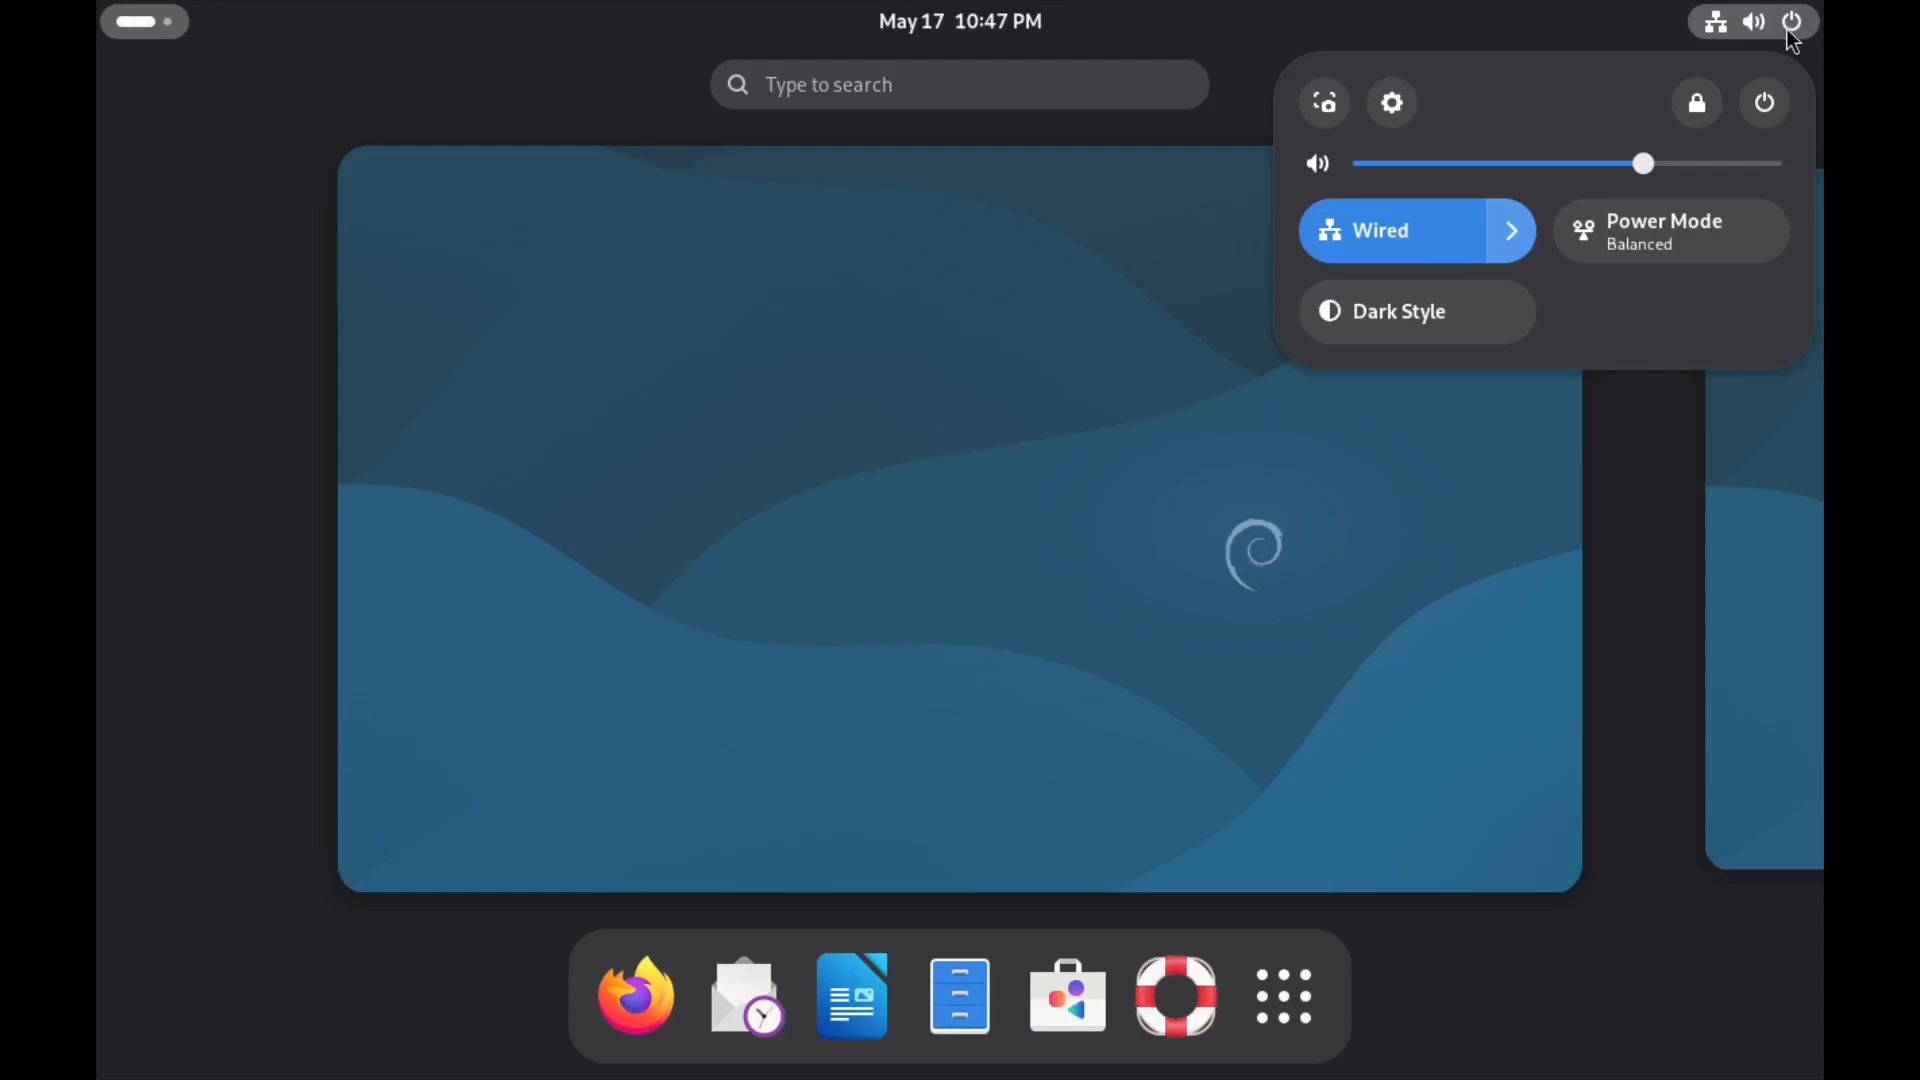 May 17 10:47 PM
Type to search
Wired
Power Mode
Balanced
Dark Style